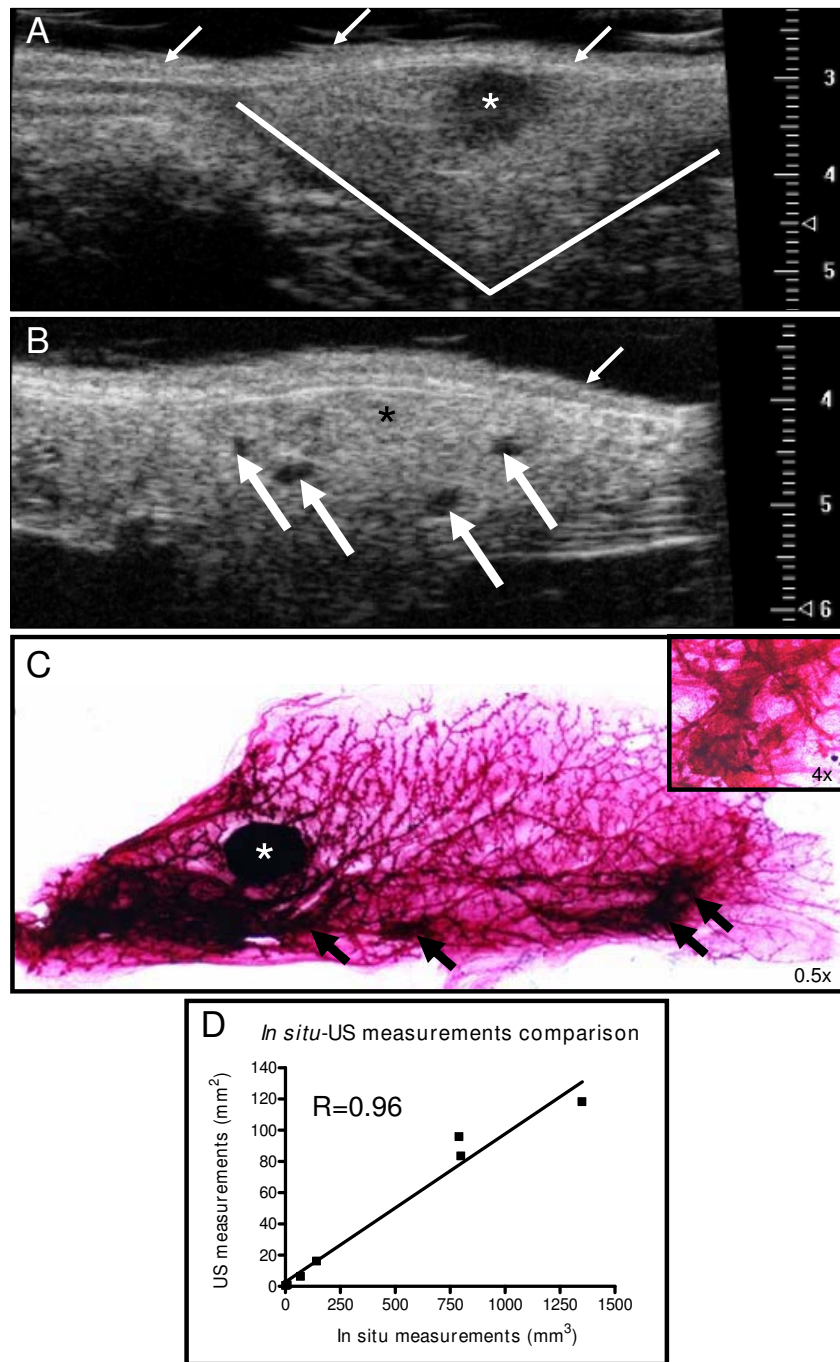 A
*
3
4
5
B
*
4
5
6
C
*
4x
0.5x
D
In situ-US measurements comparison
R=0.96
US measurements (mm²)
140
120
100
80
60
40
20
0
0 250 500 750 1000 1250 1500
In situ measurements (mm³)